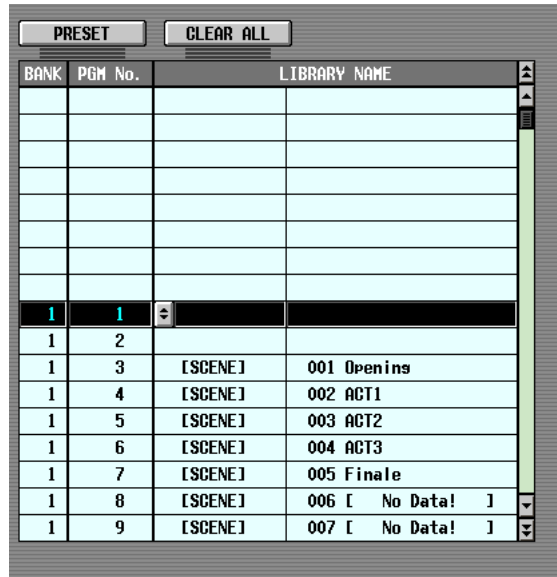 PRESET CLEAR ALL
BANK PGM No. LIBRARY NAME
1 1
1 2
1 3 [SCENE] 001 Opening
1 4 [SCENE] 002 ACT1
1 5 [SCENE] 003 ACT2
1 6 [SCENE] 004 ACT3
1 7 [SCENE] 005 Finale
1 8 [SCENE] 006 [ No Data! ]
1 9 [SCENE] 007 [ No Data! ]